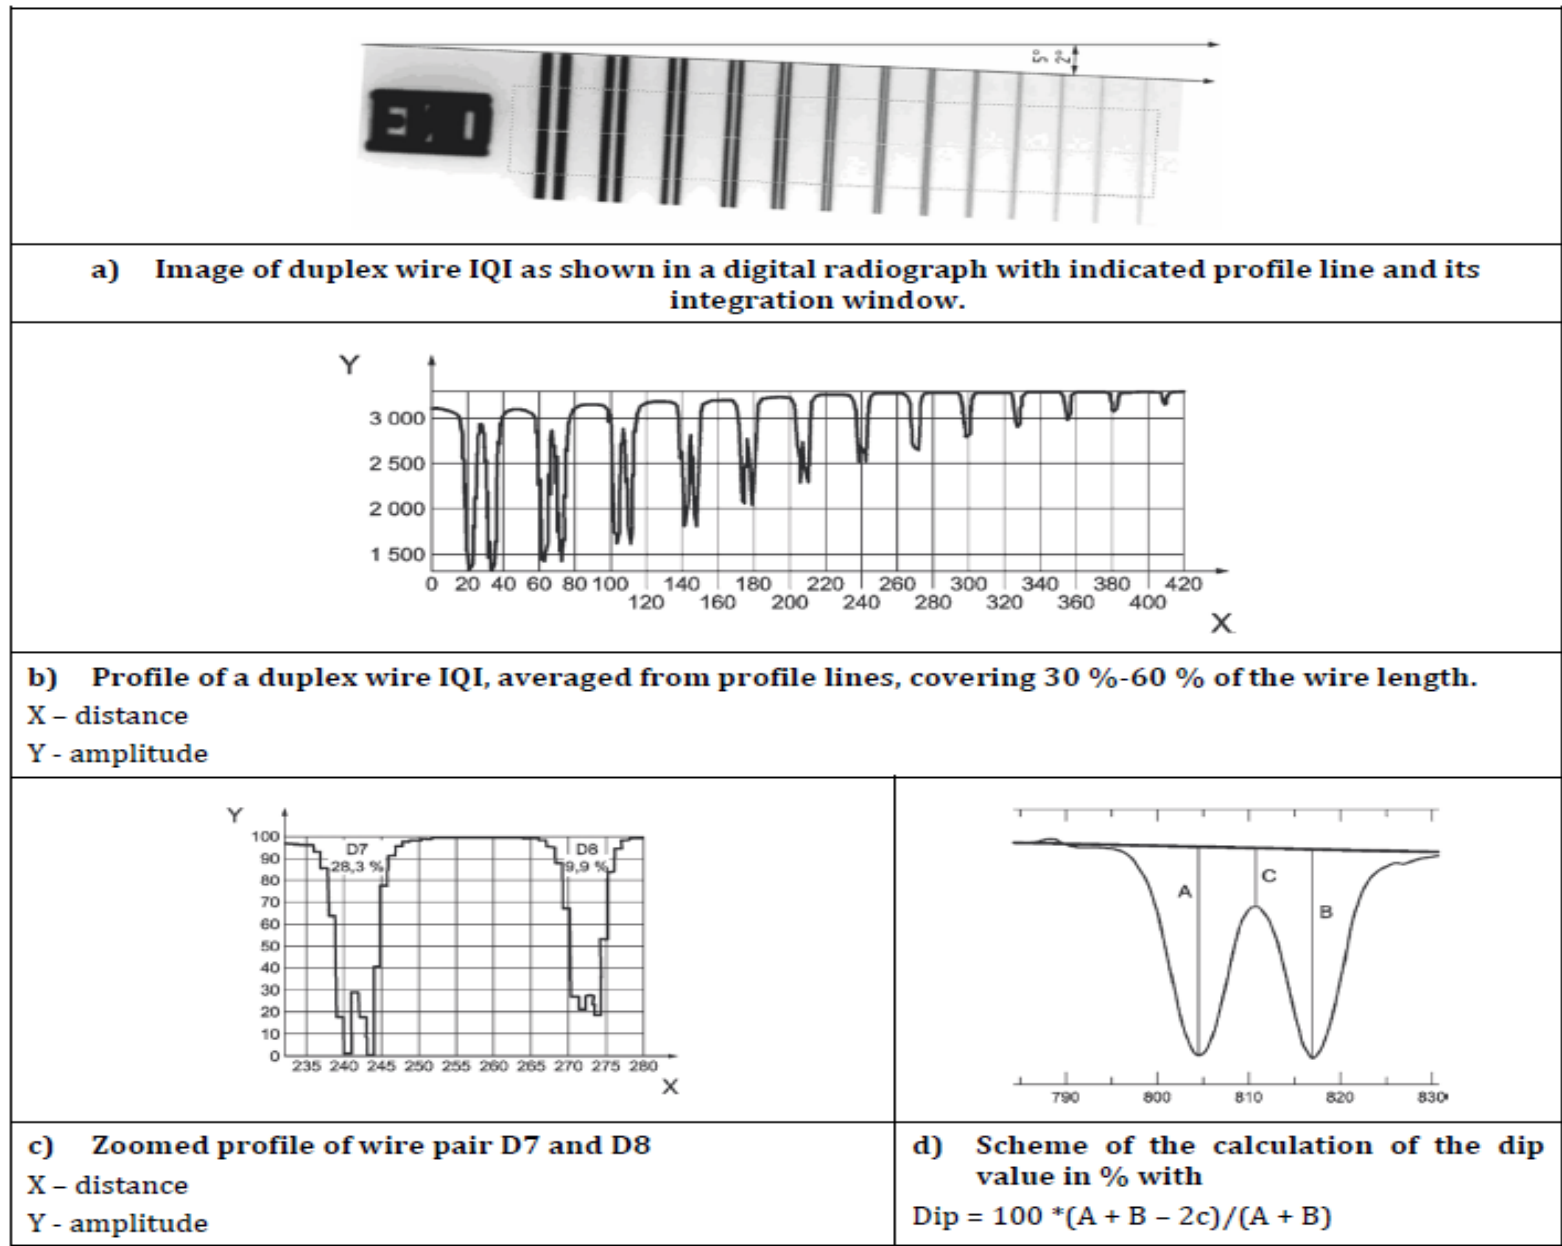 5°
2°
a) Image of duplex wire IQI as shown in a digital radiograph with indicated profile line and its
integration window.
Y
3 000
2 500
2 000
1 500
0 20 40 60 80 100 140 180 220 260 300 340 380 420
120 160 200 240 280 320 360 400
X
b) Profile of a duplex wire IQI, averaged from profile lines, covering 30 %-60 % of the wire length.
X – distance
Y - amplitude
Y
100
90
80
70
60
50
40
30
20
10
0
D7
28,3 %
D8
9,9 %
235 240 245 250 255 260 265 270 275 280
X
A
C
B
790 800 810 820 830
c) Zoomed profile of wire pair D7 and D8
X – distance
Y - amplitude
d) Scheme of the calculation of the dip
value in % with
Dip = 100 *(A + B – 2c)/(A + B)